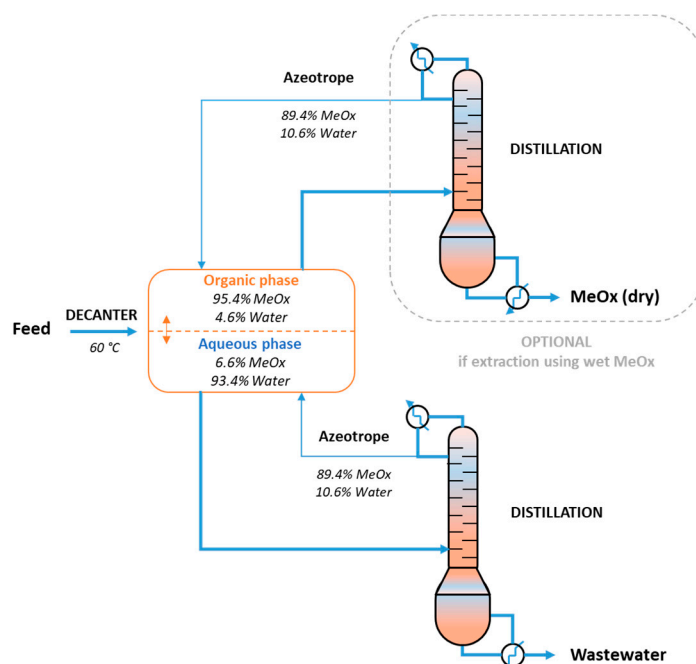 Azeotrope
89.4% MeOx
10.6% Water
DISTILLATION
Organic phase
95.4% MeOx
4.6% Water
Feed
DECANTER
60 °C
Aqueous phase
6.6% MeOx
93.4% Water
MeOx (dry)
OPTIONAL
if extraction using wet MeOx
Azeotrope
89.4% MeOx
10.6% Water
DISTILLATION
Wastewater